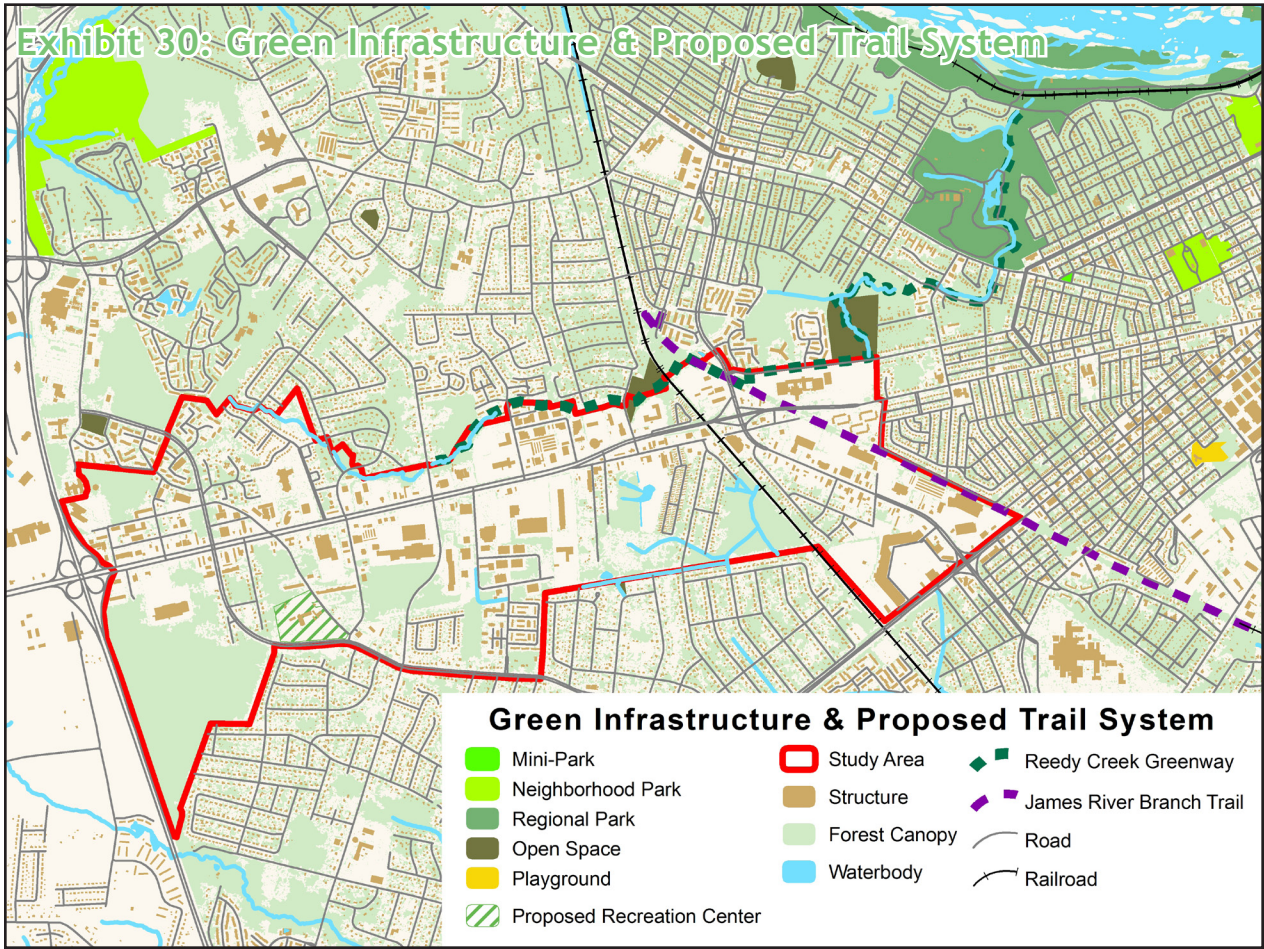 Exhibit 30: Green Infrastructure & Proposed Trail System
Green Infrastructure & Proposed Trail System
Mini-Park
Neighborhood Park
Regional Park
Open Space
Playground
Proposed Recreation Center
Study Area
Structure
Forest Canopy
Waterbody
Reedy Creek Greenway
James River Branch Trail
Road
Railroad